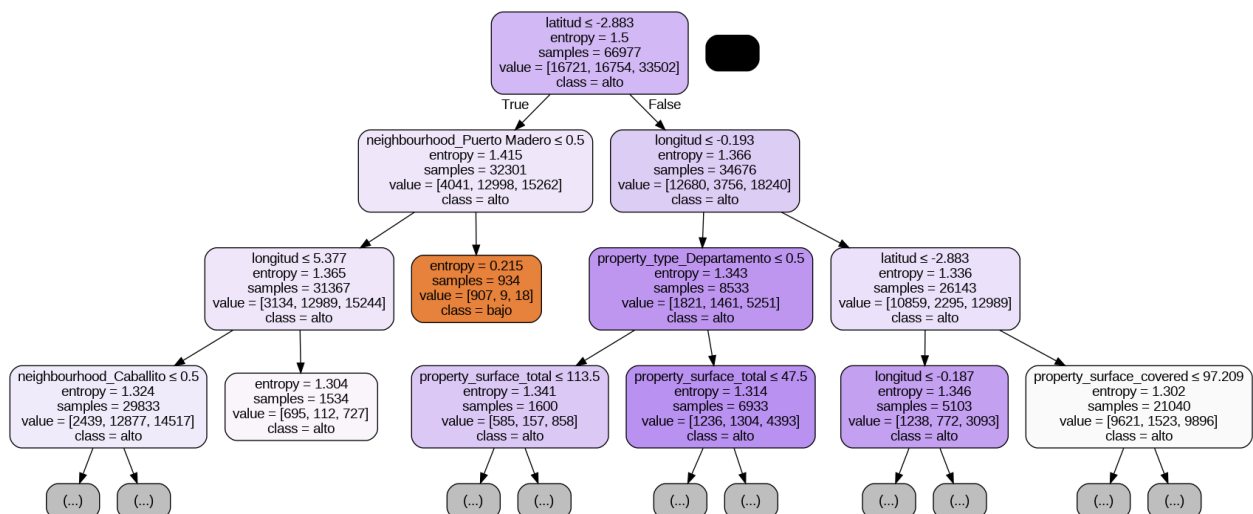 latitud ≤ -2.883
entropy = 1.5
samples = 66977
value = [16721, 16754, 33502]
class = alto
True
False
neighbourhood_Puerto Madero ≤ 0.5
entropy = 1.415
samples = 32301
value = [4041, 12998, 15262]
class = alto
longitud ≤ -0.193
entropy = 1.366
samples = 34676
value = [12680, 3756, 18240]
class = alto
longitud ≤ 5.377
entropy = 1.365
samples = 31367
value = [3134, 12989, 15244]
class = alto
entropy = 0.215
samples = 934
value = [907, 9, 18]
class = bajo
property_type_Departamento ≤ 0.5
entropy = 1.343
samples = 8533
value = [1821, 1461, 5251]
class = alto
latitud ≤ -2.883
entropy = 1.336
samples = 26143
value = [10859, 2295, 12989]
class = alto
neighbourhood_Caballito ≤ 0.5
entropy = 1.324
samples = 29833
value = [2439, 12877, 14517]
class = alto
entropy = 1.304
samples = 1534
value = [695, 112, 727]
class = alto
property_surface_total ≤ 113.5
entropy = 1.341
samples = 1600
value = [585, 157, 858]
class = alto
property_surface_total ≤ 47.5
entropy = 1.314
samples = 6933
value = [1236, 1304, 4393]
class = alto
longitud ≤ -0.187
entropy = 1.346
samples = 5103
value = [1238, 772, 3093]
class = alto
property_surface_covered ≤ 97.209
entropy = 1.302
samples = 21040
value = [9621, 1523, 9896]
class = alto
(...)
(...)
(...)
(...)
(...)
(...)
(...)
(...)
(...)
(...)